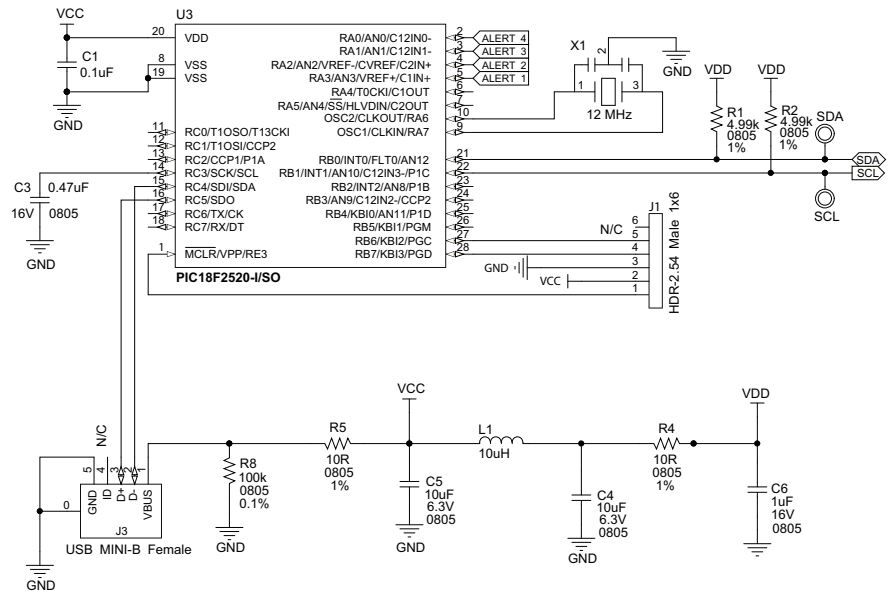 VCC
U3
20 VDD
8 VSS
19 VSS
C1
0.1uF
GND
RA0/AN0/C12IN0- 2 ALERT 4
RA1/AN1/C12IN1- 3 ALERT 3
RA2/AN2/VREF-/CVREF/C2IN+ 4 ALERT 2
RA3/AN3/VREF+/C1IN+ 5 ALERT 1
RA4/T0CKI/C1OUT 6
RA5/AN4/SS/HLVDIN/C2OUT 7
OSC2/CLKOUT/RA6 10
OSC1/CLKIN/RA7 9
X1
2
1
3
12 MHz
GND
VDD
VDD
R1
4.99k
0805
1%
R2
4.99k
0805
1%
SDA
SDA
SCL
SCL
11 RC0/T1OSO/T13CKI
12 RC1/T1OSI/CCP2
13 RC2/CCP1/P1A
14 RC3/SCK/SCL
15 RC4/SDI/SDA
16 RC5/SDO
17 RC6/TX/CK
18 RC7/RX/DT
1 MCLR/VPP/RE3
RB0/INT0/FLT0/AN12 21
RB1/INT1/AN10/C12IN3-/P1C 22
RB2/INT2/AN8/P1B 23
RB3/AN9/C12IN2-/CCP2 24
RB4/KBI0/AN11/P1D 25
RB5/KBI1/PGM 26
RB6/KBI2/PGC 27
RB7/KBI3/PGD 28
PIC18F2520-I/SO
C3
0.47uF
16V
0805
GND
J1
N/C 6
5
4
GND 3
VCC 2
1
HDR-2.54 Male 1x6
N/C
5 GND
4 ID
3 D+
2 D-
1 VBUS
0
J3
USB MINI-B Female
GND
R8
100k
0805
0.1%
GND
R5
10R
0805
1%
VCC
C5
10uF
6.3V
0805
GND
L1
10uH
C4
10uF
6.3V
0805
GND
R4
10R
0805
1%
VDD
C6
1uF
16V
0805